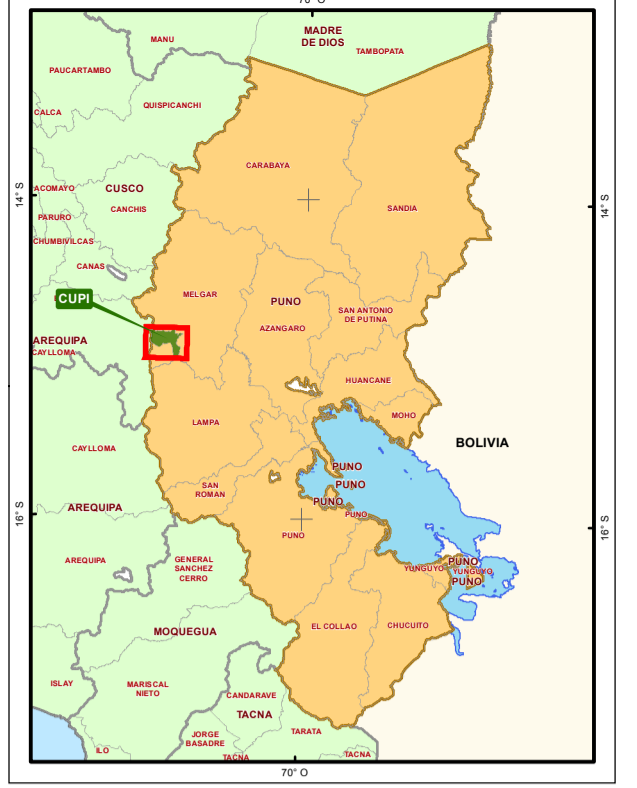 70° O
MADRE
DE DIOS
MANU
TAMBOPATA
PAUCARTAMBO
QUISPICANCHI
CALCA
CARABAYA
14° S
14° S
ACOMAYO
CUSCO
CANCHIS
SANDIA
PARURO
CHUMBIVILCAS
CANAS
MELGAR
CUPI
PUNO
SAN ANTONIO
DE PUTINA
AZANGARO
AREQUIPA
CAYLLOMA
HUANCANE
MOHO
LAMPA
BOLIVIA
CAYLLOMA
PUNO
PUNO
SAN
ROMAN
PUNO
PUNO
AREQUIPA
16° S
16° S
PUNO
AREQUIPA
GENERAL
SANCHEZ
CERRO
PUNO
YUNGUYO
YUNGUYO
PUNO
EL COLLAO
CHUCUITO
MOQUEGUA
ISLAY
MARISCAL
NIETO
CANDARAVE
TACNA
JORGE
BASADRE
TARATA
ILO
TACNA
TACNA
70° O